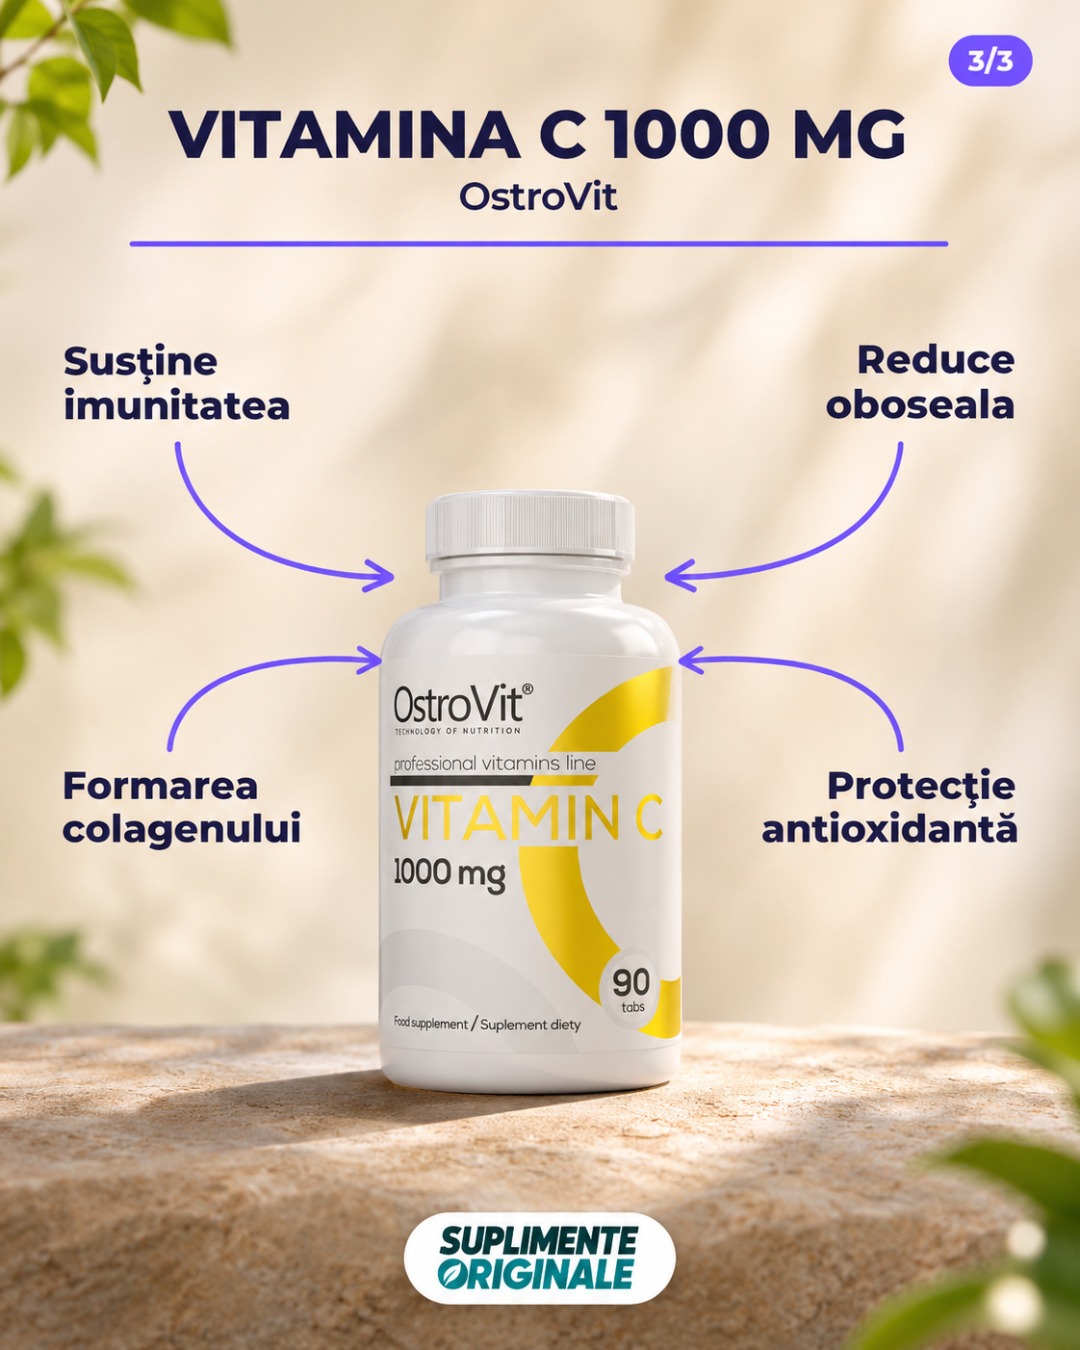 3/3
VITAMINA C 1000 MG
OstroVit
Susţine
imunitatea
Reduce
oboseala
Formarea
colagenului
Protecţie
antioxidantă
OstroVit®
TECHNOLOGY OF NUTRITION
professional vitamins line
VITAMIN C
1000 mg
90
tabs
Food supplement / Suplement diety
SUPLIMENTE
ORIGINALE